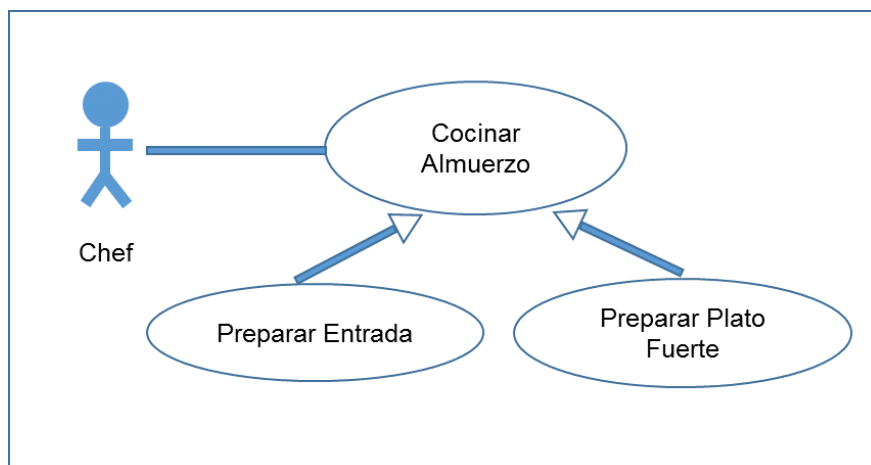 Cocinar
Almuerzo
Chef
Preparar Entrada
Preparar Plato
Fuerte